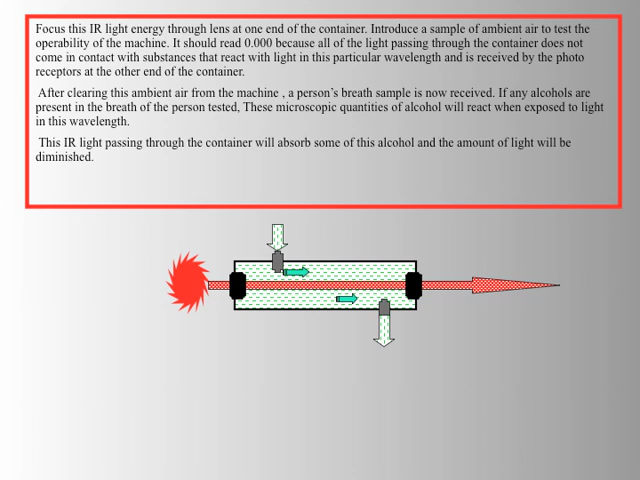 Focus this IR light energy through lens at one end of the container. Introduce a sample of ambient air to test the
operability of the machine. It should read 0.000 because all of the light passing through the container does not
come in contact with substances that react with light in this particular wavelength and is received by the photo
receptors at the other end of the container.
After clearing this ambient air from the machine , a person's breath sample is now received. If any alcohols are
present in the breath of the person tested, These microscopic quantities of alcohol will react when exposed to light
in this wavelength.
This IR light passing through the container will absorb some of this alcohol and the amount of light will be
diminished.